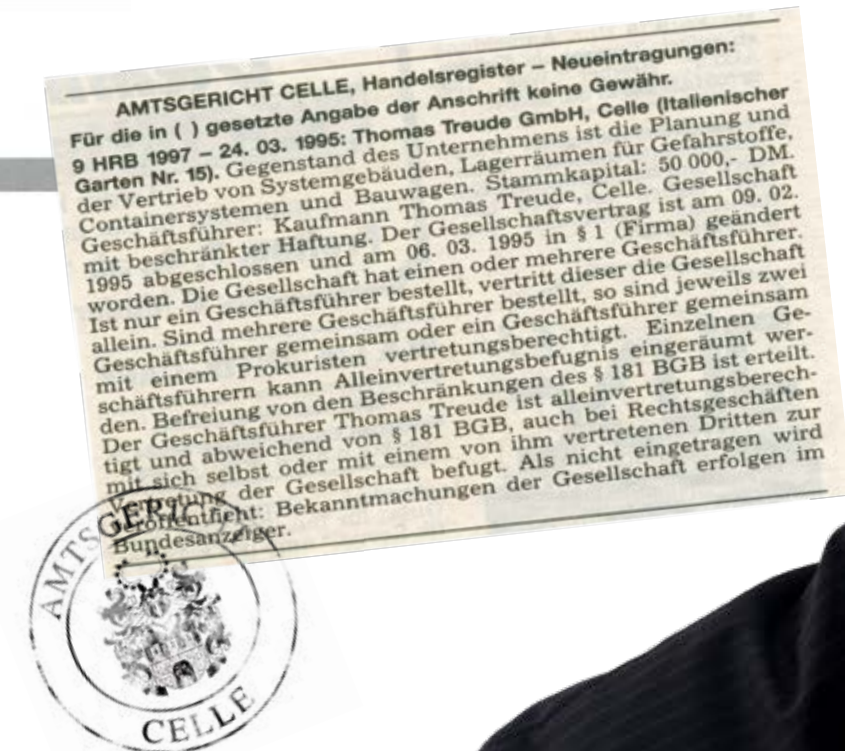 AMTSGERICHT CELLE, Handelsregister – Neueintragungen:
Für die in ( ) gesetzte Angabe der Anschrift keine Gewähr.
9 HRB 1997 – 24. 03. 1995: Thomas Treude GmbH, Celle (Italienischer
Garten Nr. 15). Gegenstand des Unternehmens ist die Planung und
der Vertrieb von Systemgebäuden, Lagerräumen für Gefahrstoffe,
Containersystemen und Bauwagen. Stammkapital: 50 000,- DM.
Geschäftsführer: Kaufmann Thomas Treude, Celle. Gesellschaft
mit beschränkter Haftung. Der Gesellschaftsvertrag ist am 09. 02.
1995 abgeschlossen und am 06. 03. 1995 in § 1 (Firma) geändert
worden. Die Gesellschaft hat einen oder mehrere Geschäftsführer.
Ist nur ein Geschäftsführer bestellt, vertritt dieser die Gesellschaft
allein. Sind mehrere Geschäftsführer bestellt, so sind jeweils zwei
Geschäftsführer gemeinsam oder ein Geschäftsführer gemeinsam
mit einem Prokuristen vertretungsberechtigt. Einzelnen Ge-
schäftsführern kann Alleinvertretungsbefugnis eingeräumt wer-
den. Befreiung von den Beschränkungen des § 181 BGB ist erteilt.
Der Geschäftsführer Thomas Treude ist alleinvertretungsberech-
tigt und abweichend von § 181 BGB, auch bei Rechtsgeschäften
mit sich selbst oder mit einem von ihm vertretenen Dritten zur
Vertretung der Gesellschaft befugt. Als nicht eingetragen wird
veröffentlicht: Bekanntmachungen der Gesellschaft erfolgen im
Bundesanzeiger.
AMTSGERICHT
CELLE